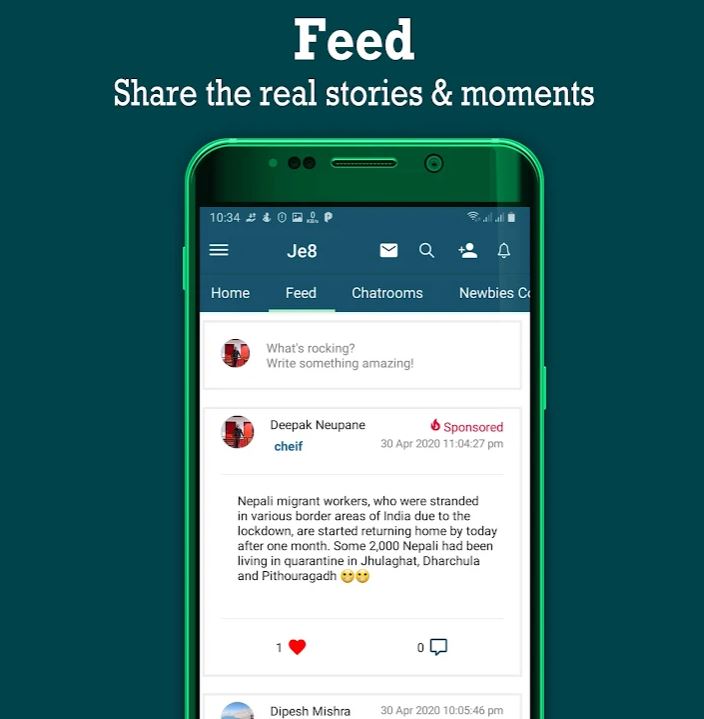 Feed
Share the real stories & moments
10:34
Je8
Home Feed Chatrooms Newbies Co
What's rocking?
Write something amazing!
Deepak Neupane Sponsored
cheif 30 Apr 2020 11:04:27 pm
Nepali migrant workers, who were stranded
in various border areas of India due to the
lockdown, are started returning home by today
after one month. Some 2,000 Nepali had been
living in quarantine in Jhulaghat, Dharchula
and Pithouragadh 🙂🙂
1 0
Dipesh Mishra 30 Apr 2020 10:05:46 pm